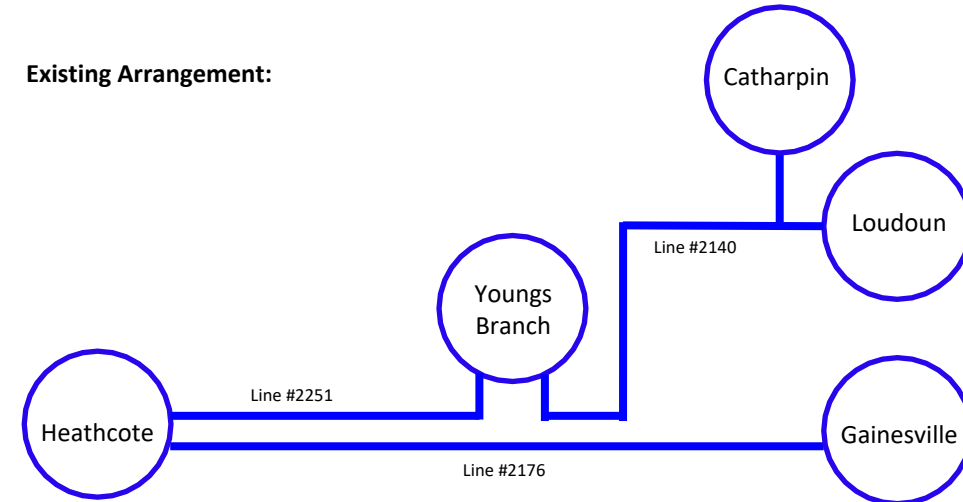 Existing Arrangement:
Catharpin
Loudoun
Line #2140
Youngs
Branch
Line #2251
Heathcote
Gainesville
Line #2176